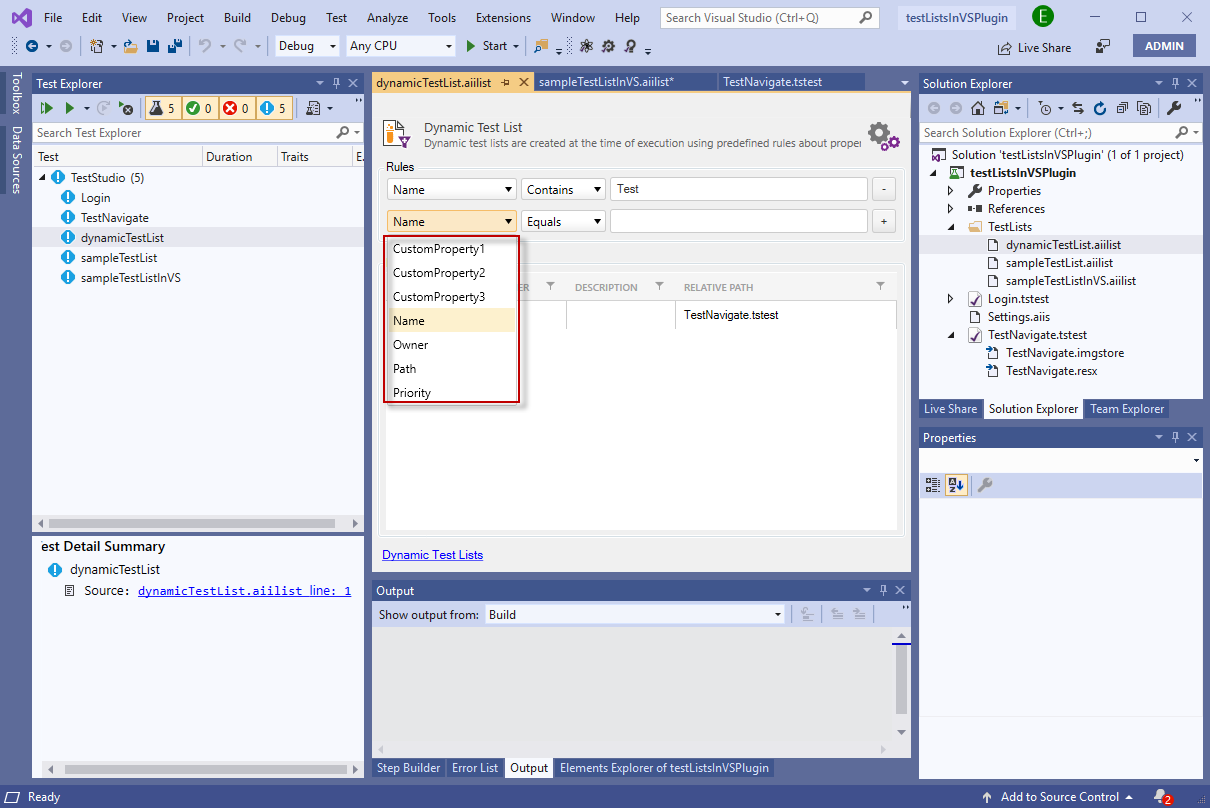 File Edit View Project Build Debug Test Analyze Tools Extensions Window Help Search Visual Studio (Ctrl+Q) testListsInVSPlugin E
Debug Any CPU Start Live Share ADMIN
Toolbox
Data Sources
Test Explorer
5 0 0 5
Search Test Explorer
Test Duration Traits E.
TestStudio (5)
Login
TestNavigate
dynamicTestList
sampleTestList
sampleTestListInVS
est Detail Summary
dynamicTestList
Source: dynamicTestList.aiilist line: 1
dynamicTestList.aiilist sampleTestListInVS.aiilist* TestNavigate.tstest
Dynamic Test List
Dynamic test lists are created at the time of execution using predefined rules about proper
Rules
Name Contains Test -
Name Equals +
CustomProperty1
CustomProperty2
CustomProperty3
Name
Owner
Path
Priority
ER DESCRIPTION RELATIVE PATH
TestNavigate.tstest
Dynamic Test Lists
Output
Show output from: Build
Step Builder Error List Output Elements Explorer of testListsInVSPlugin
Solution Explorer
Search Solution Explorer (Ctrl+;)
Solution 'testListsInVSPlugin' (1 of 1 project)
testListsInVSPlugin
Properties
References
TestLists
dynamicTestList.aiilist
sampleTestList.aiilist
sampleTestListInVS.aiilist
Login.tstest
Settings.aiis
TestNavigate.tstest
TestNavigate.imgstore
TestNavigate.resx
Live Share Solution Explorer Team Explorer
Properties
Ready Add to Source Control 2